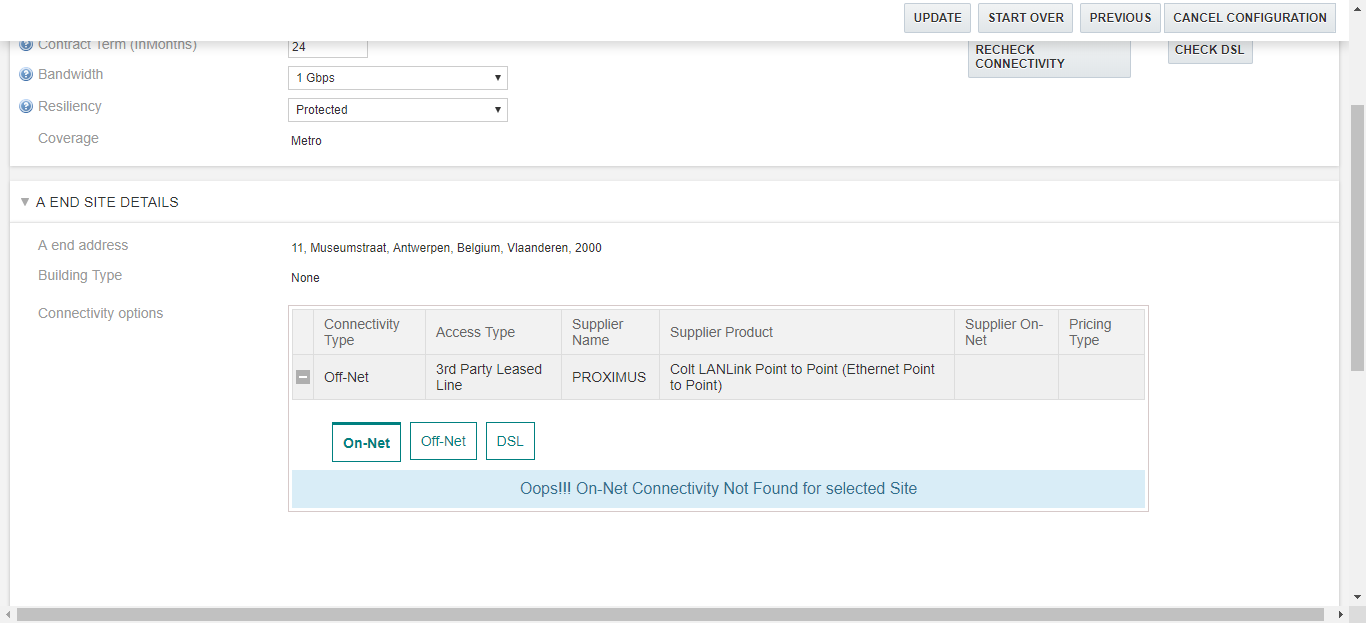 UPDATE START OVER PREVIOUS CANCEL CONFIGURATION
Contract Term (InMonths) 24
RECHECK CONNECTIVITY
CHECK DSL
Bandwidth 1 Gbps
Resiliency Protected
Coverage Metro
A END SITE DETAILS
A end address 11, Museumstraat, Antwerpen, Belgium, Vlaanderen, 2000
Building Type None
Connectivity options
Connectivity Type Access Type Supplier Name Supplier Product Supplier On-Net Pricing Type
Off-Net 3rd Party Leased Line PROXIMUS Colt LANLink Point to Point (Ethernet Point to Point)
On-Net Off-Net DSL
Oops!!! On-Net Connectivity Not Found for selected Site